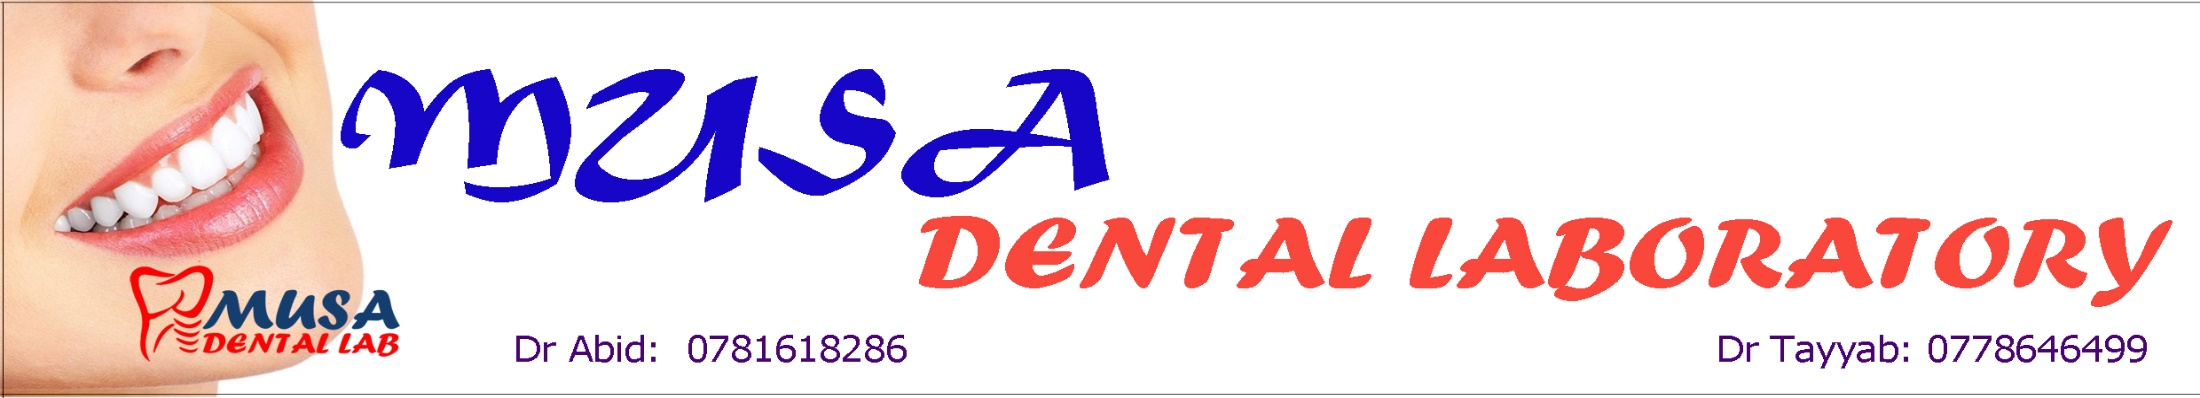 MUSA
DENTAL LABORATORY
MUSA
DENTAL LAB
Dr Abid: 0781618286
Dr Tayyab: 0778646499